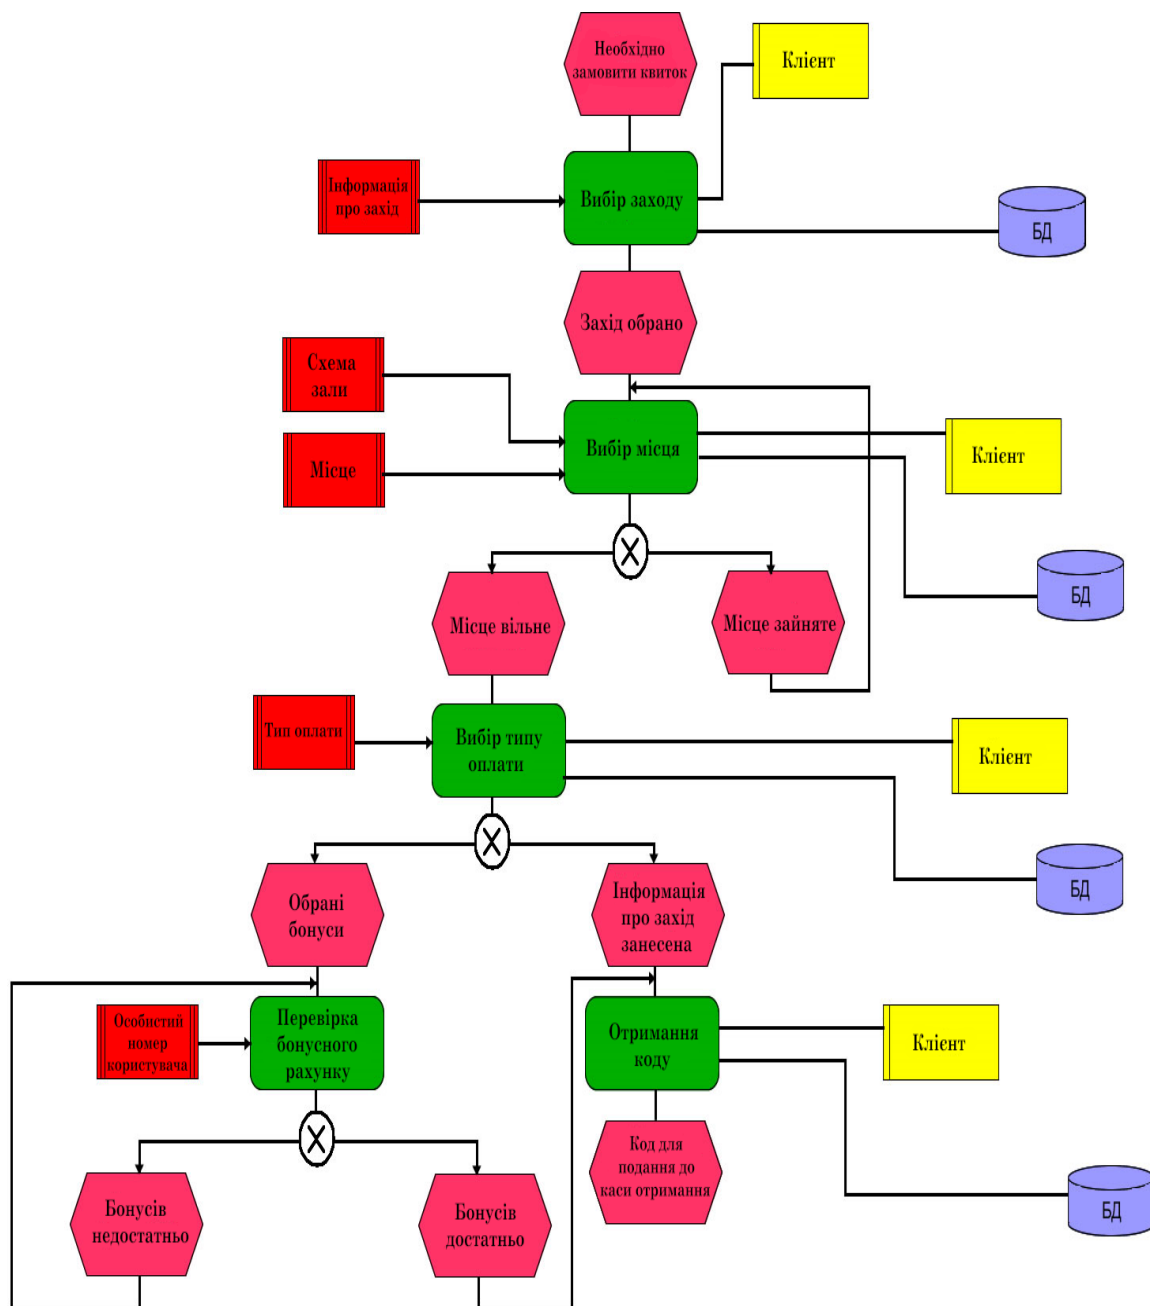 Необхідно
замовити квиток
Клієнт
Інформація
про захід
Вибір заходу
БД
Захід обрано
Схема
зали
Місце
Вибір місця
Клієнт
БД
Місце вільне
Місце зайняте
Тип оплати
Вибір типу
оплати
Клієнт
БД
Обрані
бонуси
Інформація
про захід
занесена
Особистий
номер
користувача
Перевірка
бонусного
рахунку
Отримання
коду
Клієнт
Бонусів
недостатньо
Бонусів
достатньо
Код для
подання до
каси отримання
БД